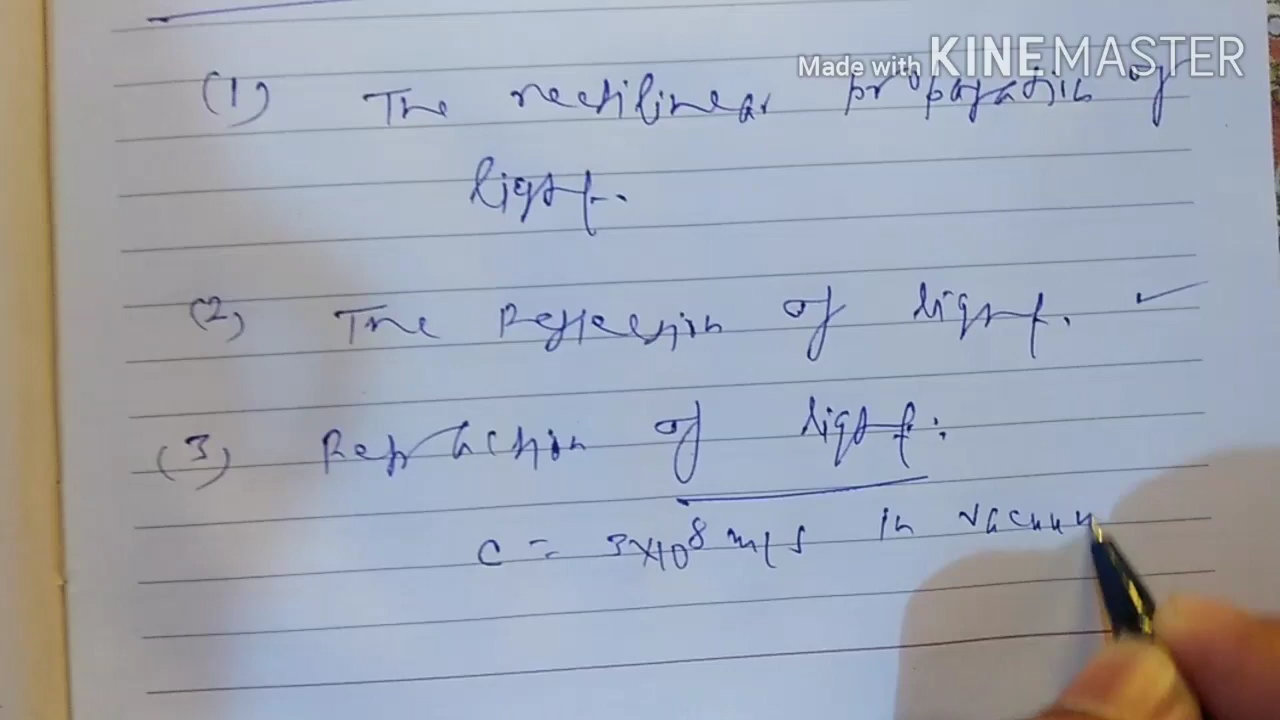 Made with KINEMASTER
(1) The rectilinear propagation of
light.
(2) The Reflection of light. ✓
(3) Refraction of light:
C = 3×10⁸ m/s in vacuum